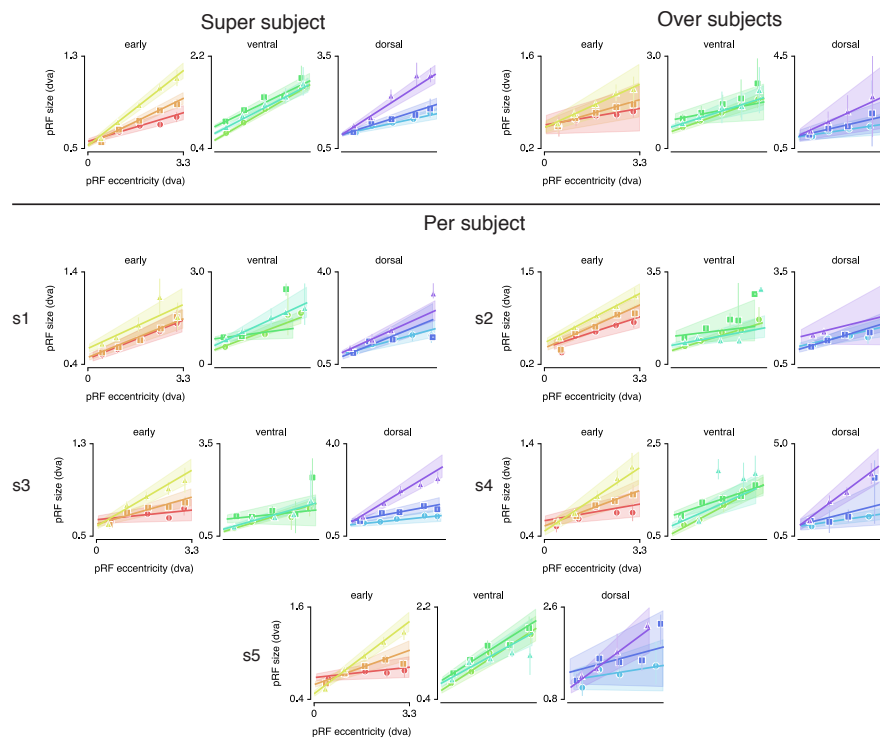 Super subject
Over subjects
early ventral dorsal
early ventral dorsal
1.3 2.2 3.5
1.6 3.0 4.5
pRF size (dva)
pRF size (dva)
0.5 0.4 0.5
0.2 0 0.5
0 3.3
0 3.3
pRF eccentricity (dva)
pRF eccentricity (dva)
Per subject
early ventral dorsal
early ventral dorsal
s1
1.4 3.0 4.0
pRF size (dva)
0.4 0 0.5
0 3.3
pRF eccentricity (dva)
s2
1.5 3.5 3.5
pRF size (dva)
0.2 0 0.5
0 3.3
pRF eccentricity (dva)
early ventral dorsal
early ventral dorsal
s3
1.3 3.5 4.0
pRF size (dva)
0.5 0.5 0.5
0 3.3
pRF eccentricity (dva)
s4
1.4 2.5 5.0
pRF size (dva)
0.4 0 0.5
0 3.3
pRF eccentricity (dva)
early ventral dorsal
s5
1.6 2.2 2.6
pRF size (dva)
0.4 0.4 0.8
0 3.3
pRF eccentricity (dva)